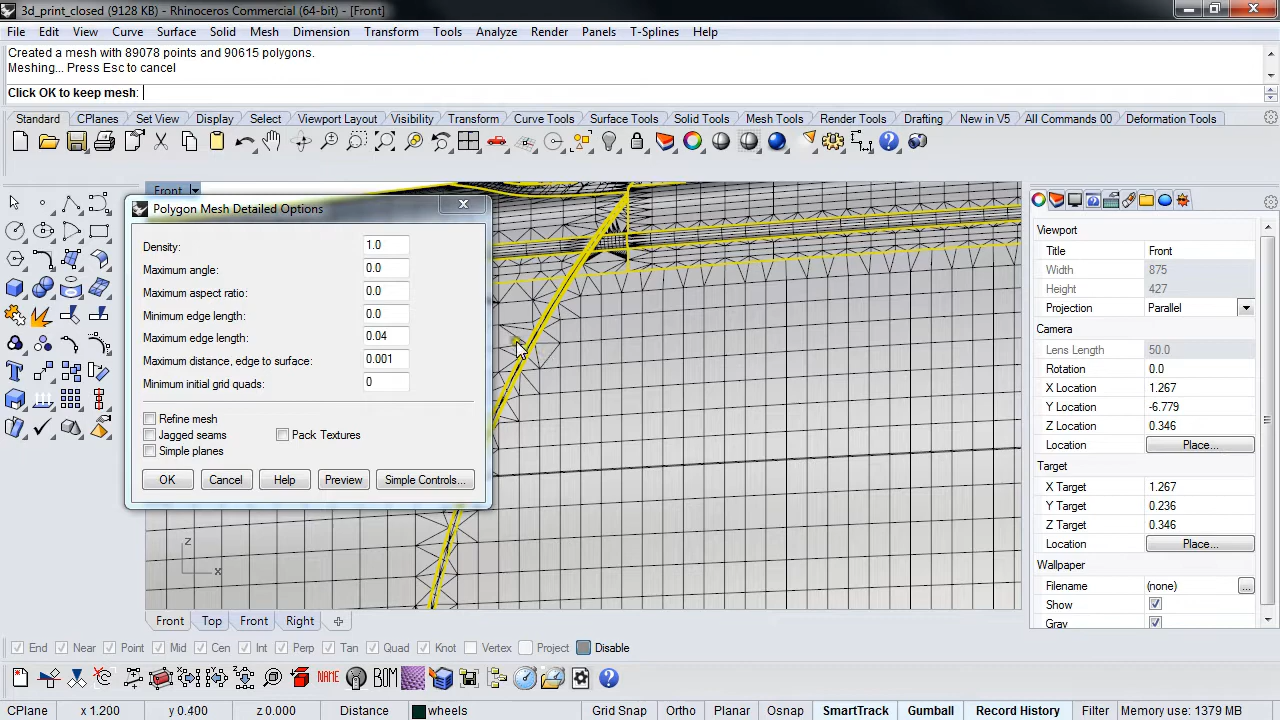 3d_print_closed (9128 KB) - Rhinoceros Commercial (64-bit) - [Front]
File Edit View Curve Surface Solid Mesh Dimension Transform Tools Analyze Render Panels T-Splines Help
Created a mesh with 89078 points and 90615 polygons.
Meshing... Press Esc to cancel
Click OK to keep mesh:
Standard CPlanes Set View Display Select Viewport Layout Visibility Transform Curve Tools Surface Tools Solid Tools Mesh Tools Render Tools Drafting New in V5 All Commands 00 Deformation Tools
Front
Polygon Mesh Detailed Options
Density: 1.0
Maximum angle: 0.0
Maximum aspect ratio: 0.0
Minimum edge length: 0.0
Maximum edge length: 0.04
Maximum distance, edge to surface: 0.001
Minimum initial grid quads: 0
Refine mesh
Jagged seams Pack Textures
Simple planes
OK Cancel Help Preview Simple Controls...
z
x
Viewport
Title Front
Width 875
Height 427
Projection Parallel
Camera
Lens Length 50.0
Rotation 0.0
X Location 1.267
Y Location -6.779
Z Location 0.346
Location Place...
Target
X Target 1.267
Y Target 0.236
Z Target 0.346
Location Place...
Wallpaper
Filename (none)
Show
Gray
Front Top Front Right
End Near Point Mid Cen Int Perp Tan Quad Knot Vertex Project Disable
NAME BOM
CPlane x 1.200 y 0.400 z 0.000 Distance wheels Grid Snap Ortho Planar Osnap SmartTrack Gumball Record History Filter Memory use: 1379 MB